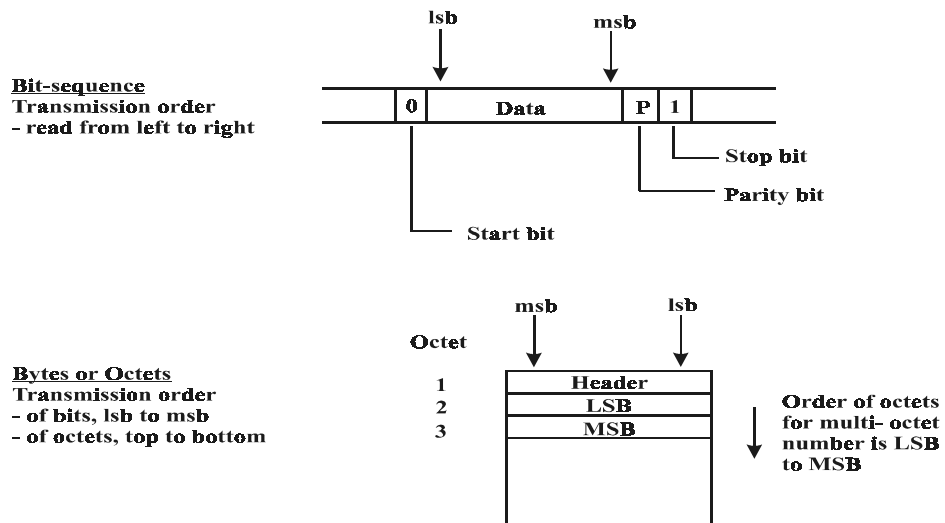 lsb
msb
Bit-sequence
Transmission order
- read from left to right
0
Data
P
1
Stop bit
Parity bit
Start bit
msb
lsb
Octet
Bytes or Octets
Transmission order
- of bits, lsb to msb
- of octets, top to bottom
1
Header
2
LSB
3
MSB
Order of octets
for multi- octet
number is LSB
to MSB